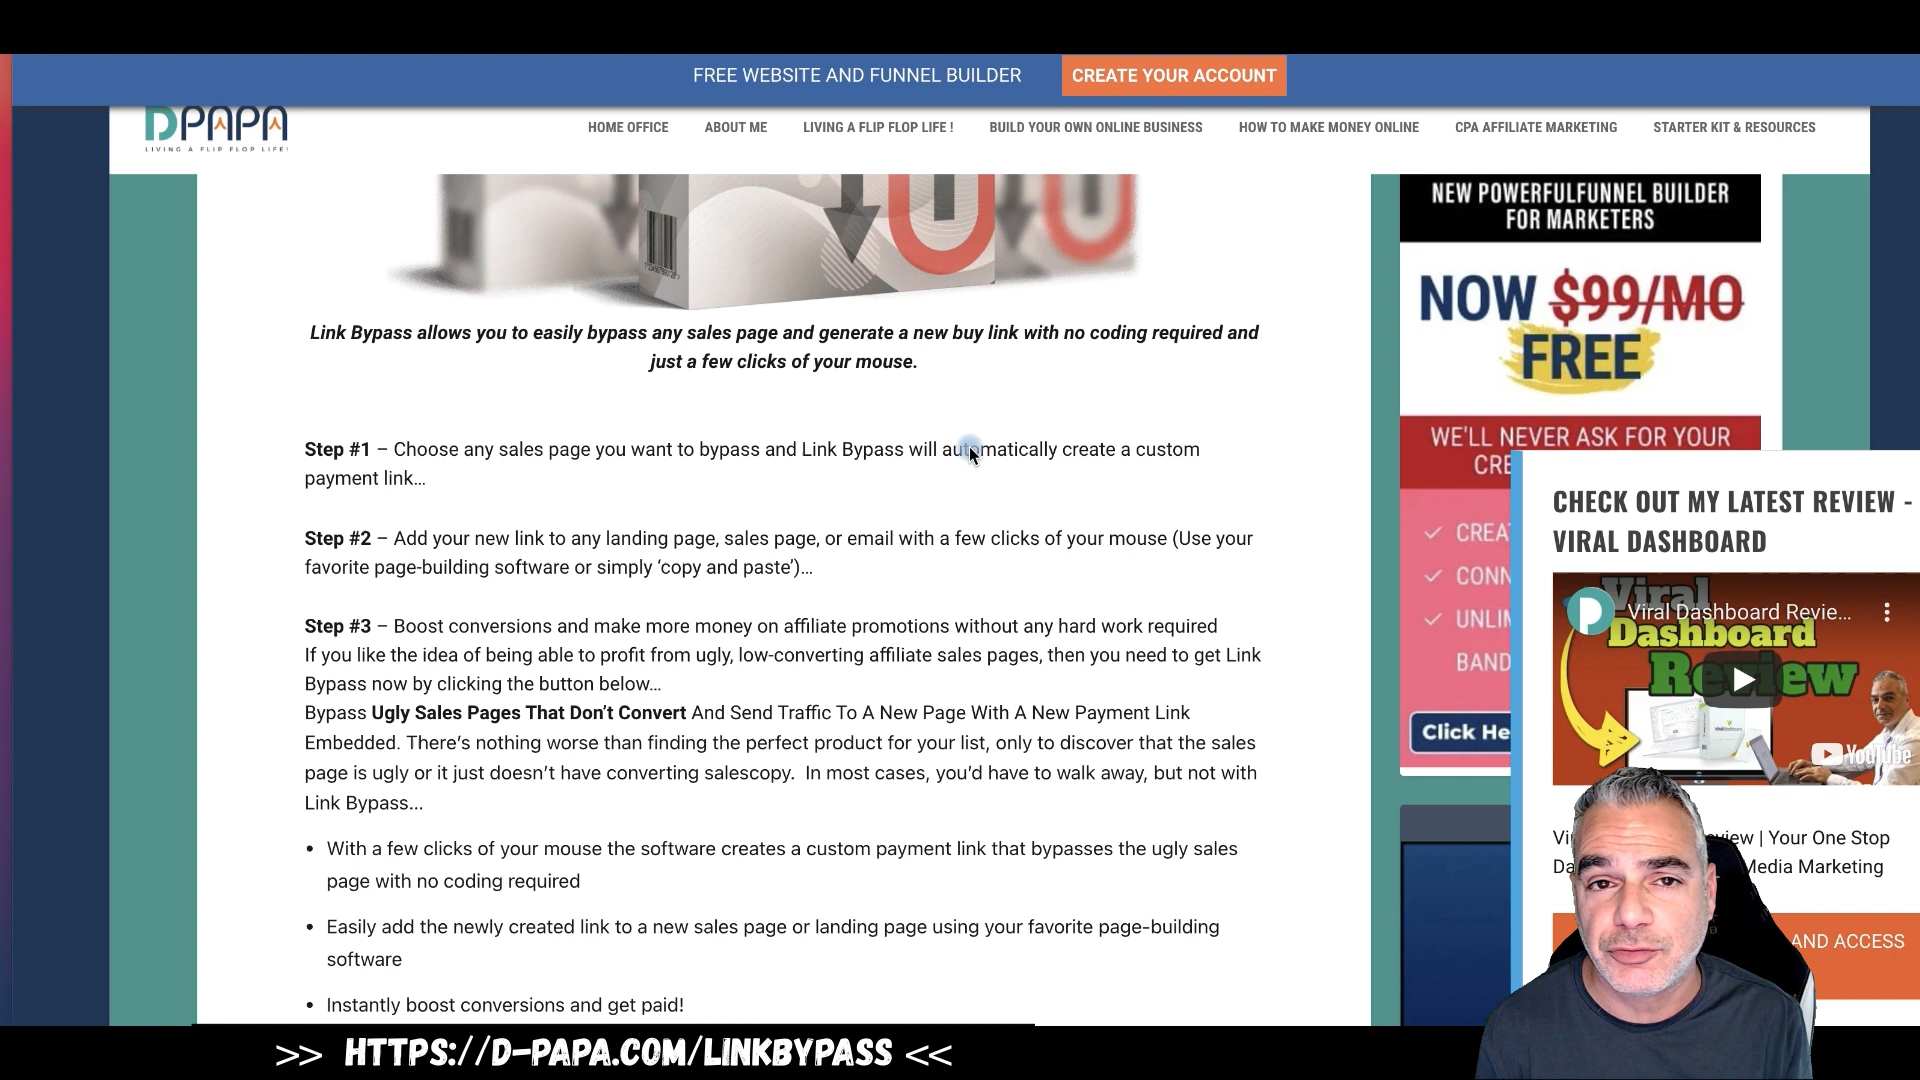 FREE WEBSITE AND FUNNEL BUILDER
CREATE YOUR ACCOUNT
DPAPA
LIVING A FLIP FLOP LIFE!
HOME OFFICE
ABOUT ME
LIVING A FLIP FLOP LIFE !
BUILD YOUR OWN ONLINE BUSINESS
HOW TO MAKE MONEY ONLINE
CPA AFFILIATE MARKETING
STARTER KIT & RESOURCES
Link Bypass allows you to easily bypass any sales page and generate a new buy link with no coding required and
just a few clicks of your mouse.
Step #1 – Choose any sales page you want to bypass and Link Bypass will automatically create a custom
payment link…
Step #2 – Add your new link to any landing page, sales page, or email with a few clicks of your mouse (Use your
favorite page-building software or simply ‘copy and paste’)…
Step #3 – Boost conversions and make more money on affiliate promotions without any hard work required
If you like the idea of being able to profit from ugly, low-converting affiliate sales pages, then you need to get Link
Bypass now by clicking the button below…
Bypass Ugly Sales Pages That Don’t Convert And Send Traffic To A New Page With A New Payment Link
Embedded. There’s nothing worse than finding the perfect product for your list, only to discover that the sales
page is ugly or it just doesn’t have converting salescopy. In most cases, you’d have to walk away, but not with
Link Bypass…
• With a few clicks of your mouse the software creates a custom payment link that bypasses the ugly sales
page with no coding required
• Easily add the newly created link to a new sales page or landing page using your favorite page-building
software
• Instantly boost conversions and get paid!
NEW POWERFULFUNNEL BUILDER
FOR MARKETERS
NOW $99/MO
FREE
WE'LL NEVER ASK FOR YOUR
CRE
CREA
CONN
UNLIM
BAND
Click He
CHECK OUT MY LATEST REVIEW -
VIRAL DASHBOARD
Viral Dashboard Revie...
Viral
Dashboard
Review
YouTube
view | Your One Stop
Da
Media Marketing
AND ACCESS
>> HTTPS://D-PAPA.COM/LINKBYPASS <<